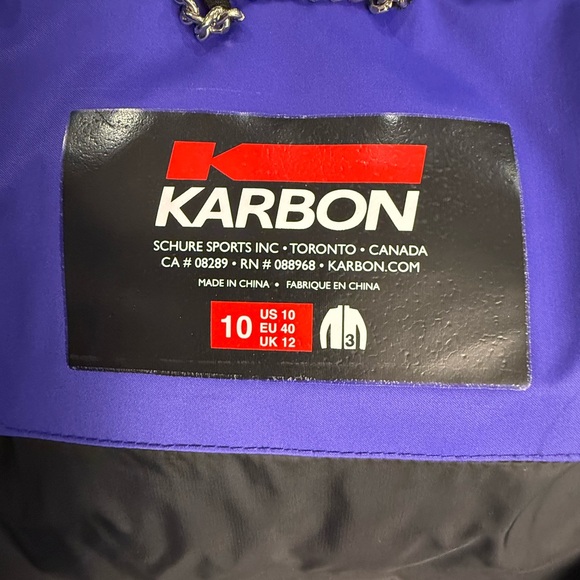 KARBON
SCHURE SPORTS INC • TORONTO • CANADA
CA # 08289 • RN # 088968 • KARBON.COM
MADE IN CHINA • FABRIQUE EN CHINA
10
US 10
EU 40
UK 12
3